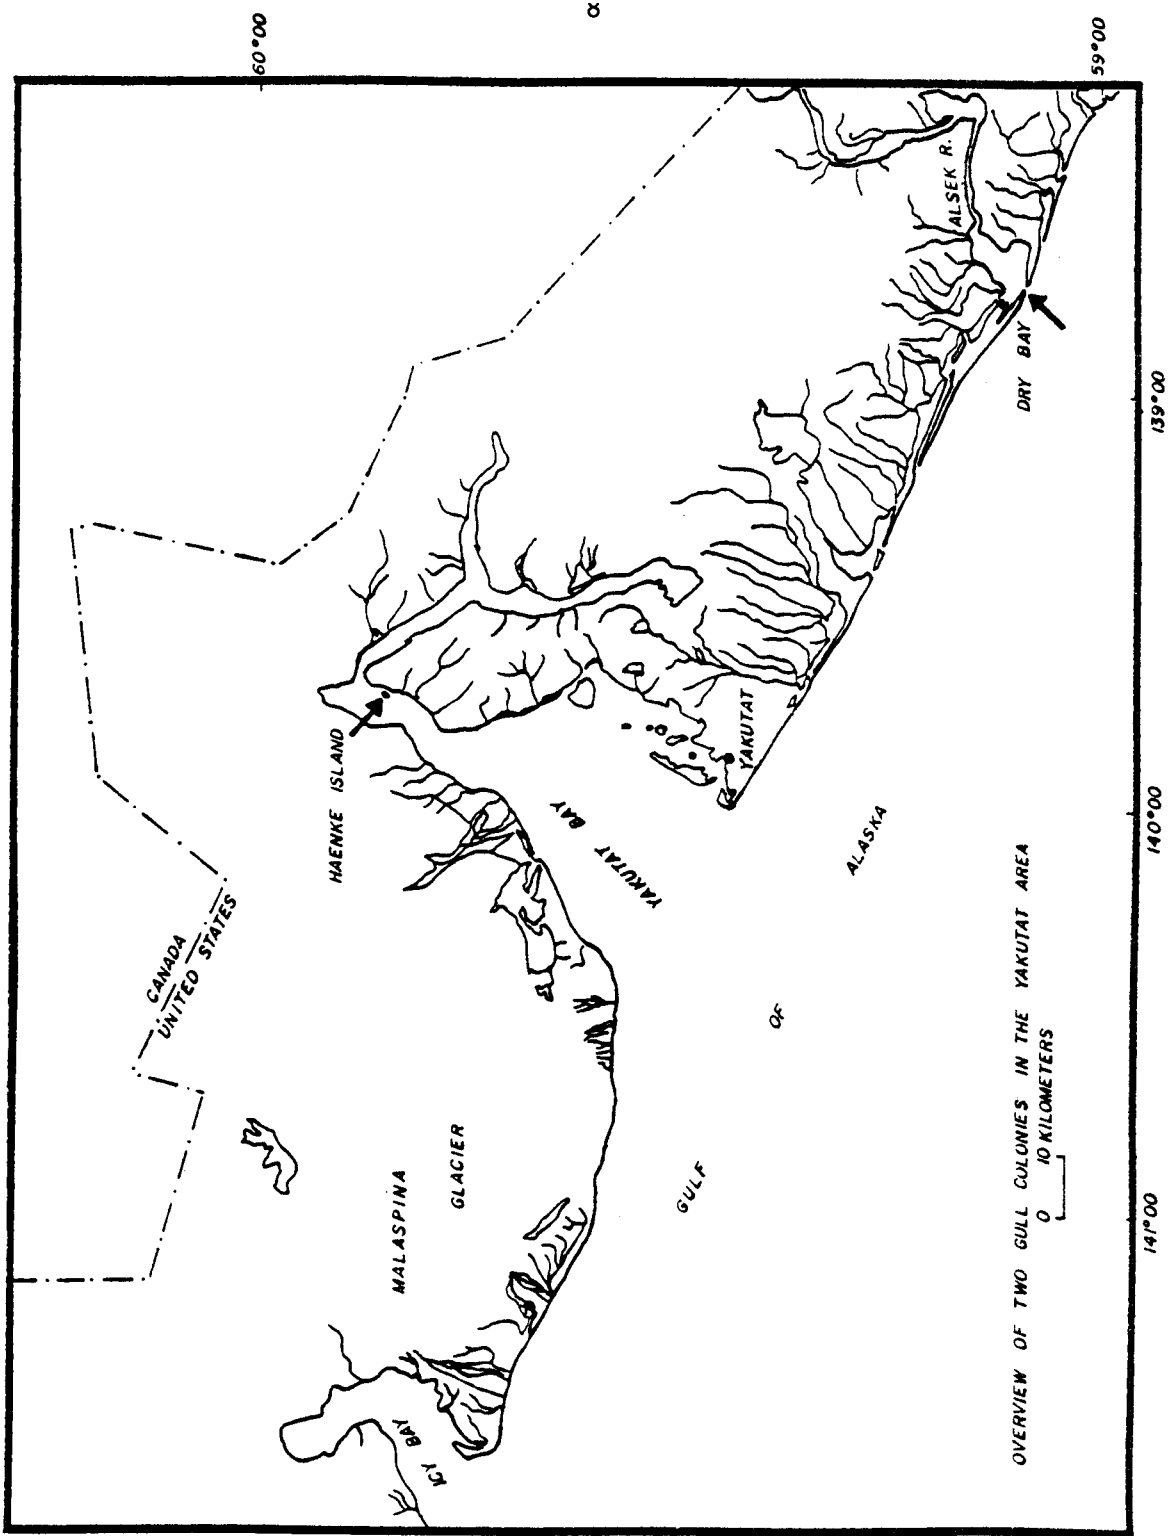 α
60°00
59°00
CANADA
UNITED STATES
HAENKE ISLAND
MALASPINA
GLACIER
ICY BAY
YAKUTAT BAY
YAKUTAT
ALSEK R.
DRY BAY
GULF
OF
ALASKA
OVERVIEW OF TWO GULL COLONIES IN THE YAKUTAT AREA
0 10 KILOMETERS
141°00
140°00
139°00